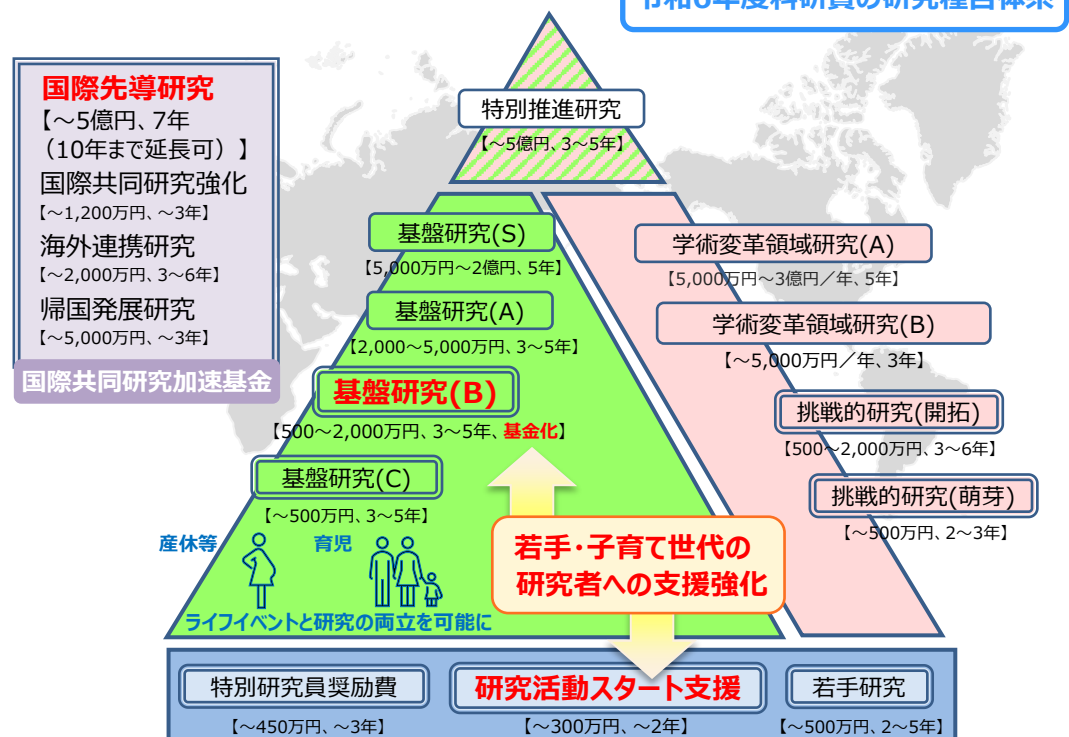 令和6年度科研費の研究種目体系
国際先導研究
【～5億円、7年
（10年まで延長可）】
国際共同研究強化
【～1,200万円、～3年】
海外連携研究
【～2,000万円、3～6年】
帰国発展研究
【～5,000万円、～3年】
国際共同研究加速基金
特別推進研究
【～5億円、3～5年】
基盤研究(S)
【5,000万円～2億円、5年】
基盤研究(A)
【2,000～5,000万円、3～5年】
基盤研究(B)
【500～2,000万円、3～5年、基金化】
基盤研究(C)
【～500万円、3～5年】
学術変革領域研究(A)
【5,000万円～3億円／年、5年】
学術変革領域研究(B)
【～5,000万円／年、3年】
挑戦的研究(開拓)
【500～2,000万円、3～6年】
挑戦的研究(萌芽)
【～500万円、2～3年】
産休等
育児
ライフイベントと研究の両立を可能に
若手・子育て世代の
研究者への支援強化
特別研究員奨励費
【～450万円、～3年】
研究活動スタート支援
【～300万円、～2年】
若手研究
【～500万円、2～5年】